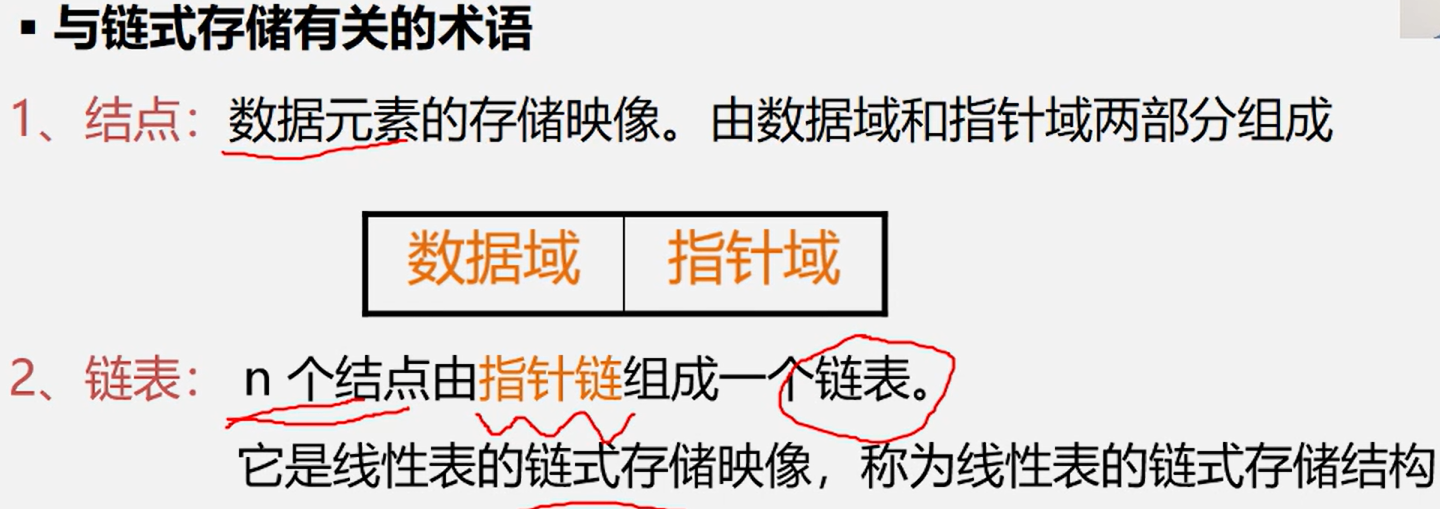 ▪ 与链式存储有关的术语
1、结点：数据元素的存储映像。由数据域和指针域两部分组成
数据域 指针域
2、链表： n 个结点由指针链组成一个链表。
它是线性表的链式存储映像，称为线性表的链式存储结构